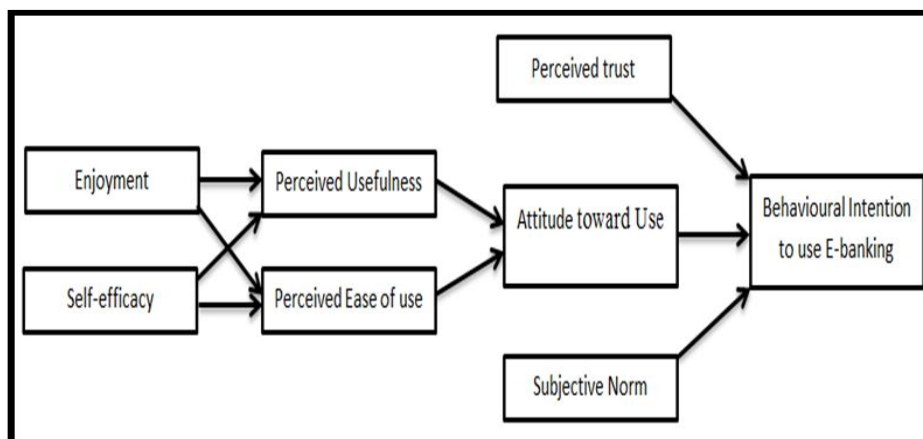 Perceived trust
Enjoyment
Perceived Usefulness
Attitude toward Use
Behavioural Intention
to use E-banking
Self-efficacy
Perceived Ease of use
Subjective Norm